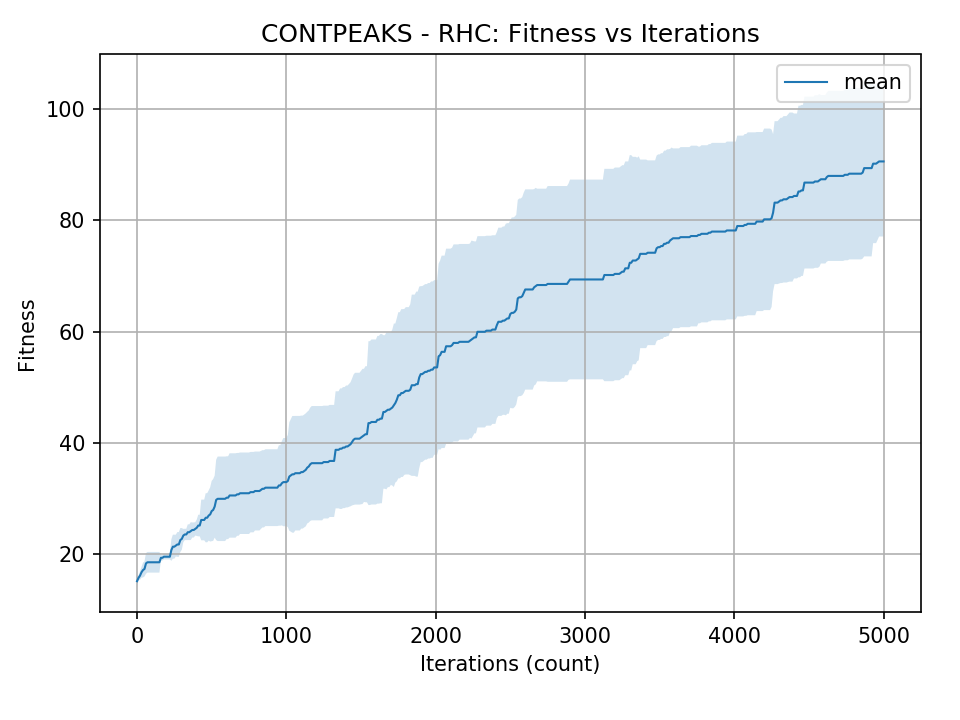 CONTPEAKS - RHC: Fitness vs Iterations
mean
100
80
60
40
20
Fitness
0 1000 2000 3000 4000 5000
Iterations (count)